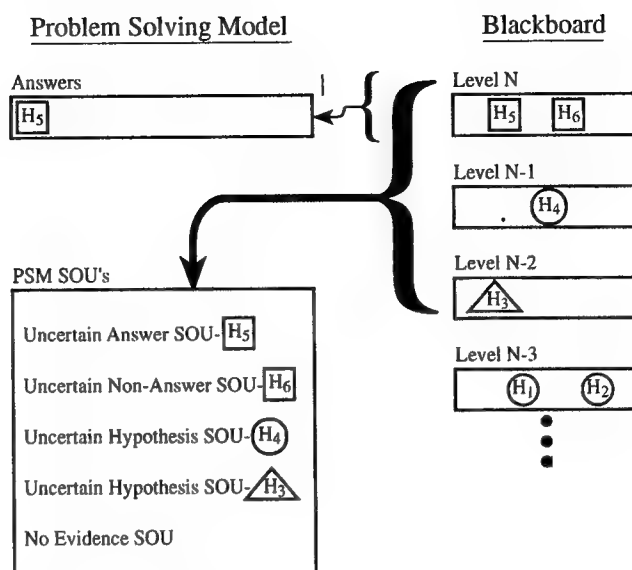 Problem Solving Model
Blackboard
Answers
H5
Level N
H5 H6
Level N-1
H4
Level N-2
H3
Level N-3
H1 H2
PSM SOU's
Uncertain Answer SOU-H5
Uncertain Non-Answer SOU-H6
Uncertain Hypothesis SOU-H4
Uncertain Hypothesis SOU-H3
No Evidence SOU